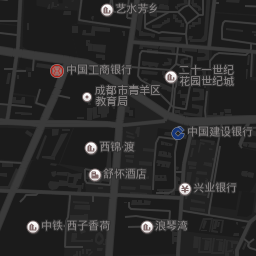 艺水芳乡
中国工商银行
二十一世纪
花园世纪城
成都市青羊区
教育局
中国建设银行
西锦·渡
舒怀酒店
兴业银行
中铁·西子香荷
浪琴湾